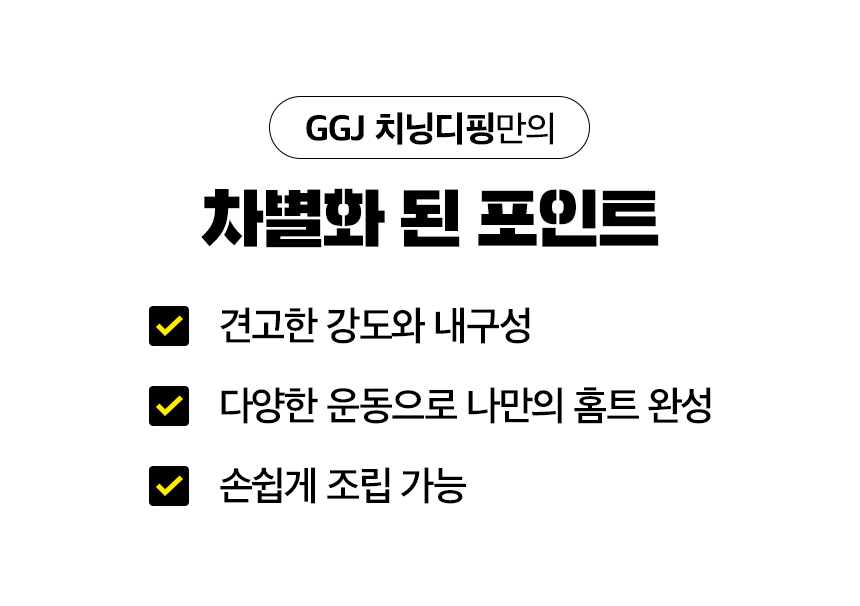 GGJ 치닝디핑만의
차별화 된 포인트
견고한 강도와 내구성
다양한 운동으로 나만의 홈트 완성
손쉽게 조립 가능